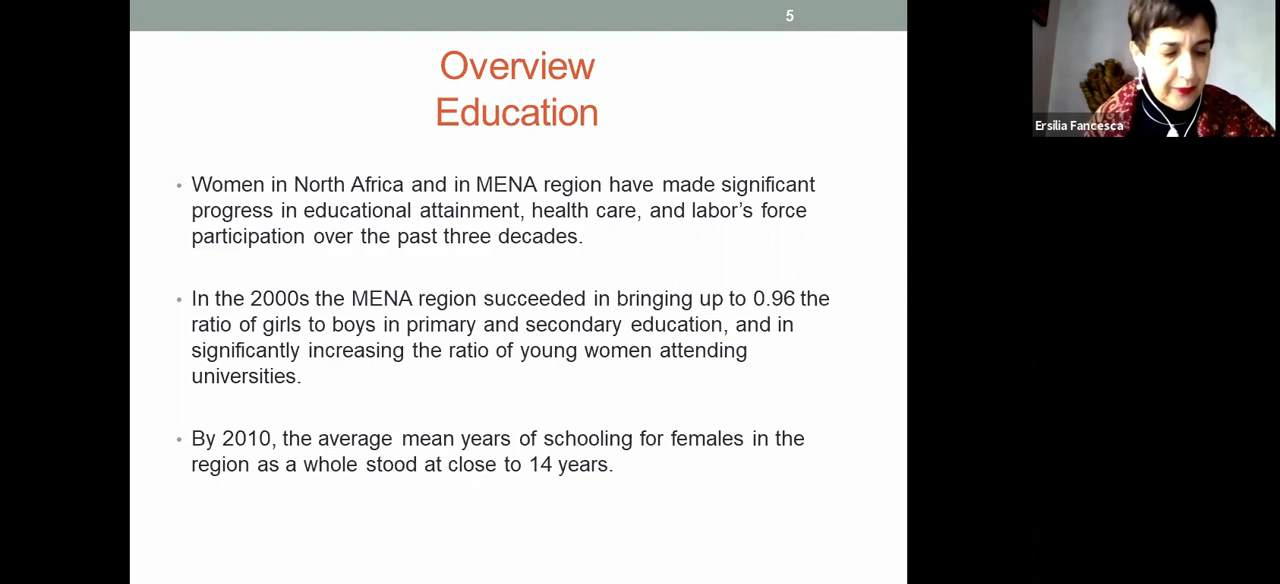 5
Overview
Education
• Women in North Africa and in MENA region have made significant
progress in educational attainment, health care, and labor's force
participation over the past three decades.
• In the 2000s the MENA region succeeded in bringing up to 0.96 the
ratio of girls to boys in primary and secondary education, and in
significantly increasing the ratio of young women attending
universities.
• By 2010, the average mean years of schooling for females in the
region as a whole stood at close to 14 years.
Ersilia Fancesca